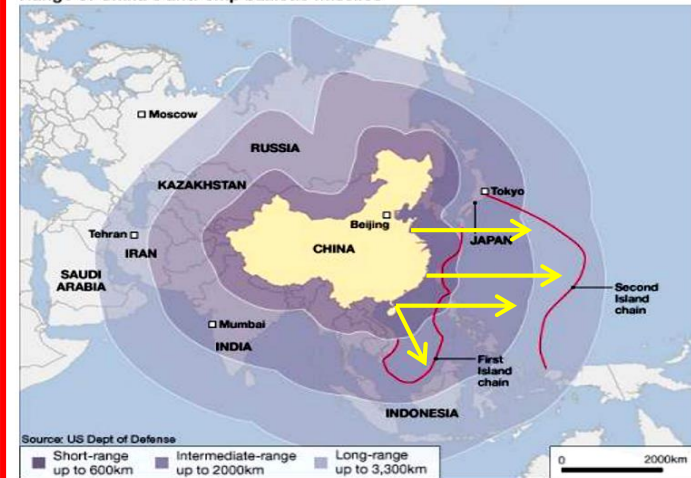 Moscow
RUSSIA
KAZAKHSTAN
Tokyo
Beijing
JAPAN
Tehran
IRAN
CHINA
SAUDI
ARABIA
Second
Island
chain
Mumbai
INDIA
First
Island
chain
INDONESIA
Source: US Dept of Defense
Short-range
up to 600km
Intermediate-range
up to 2000km
Long-range
up to 3,300km
0 2000km